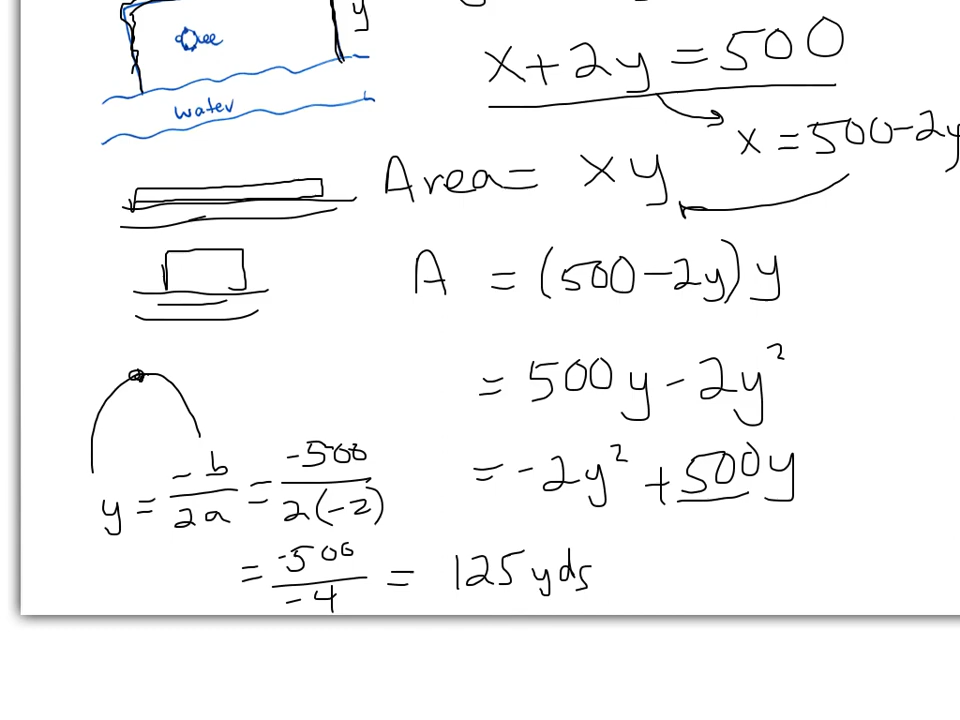 y
x+2y=500
water
x=500-2y
Area= xy
A = (500-2y)y
= 500y-2y²
= -2y² + 500y
y = -b/2a = -500/2(-2)
= -500/-4 = 125 yds